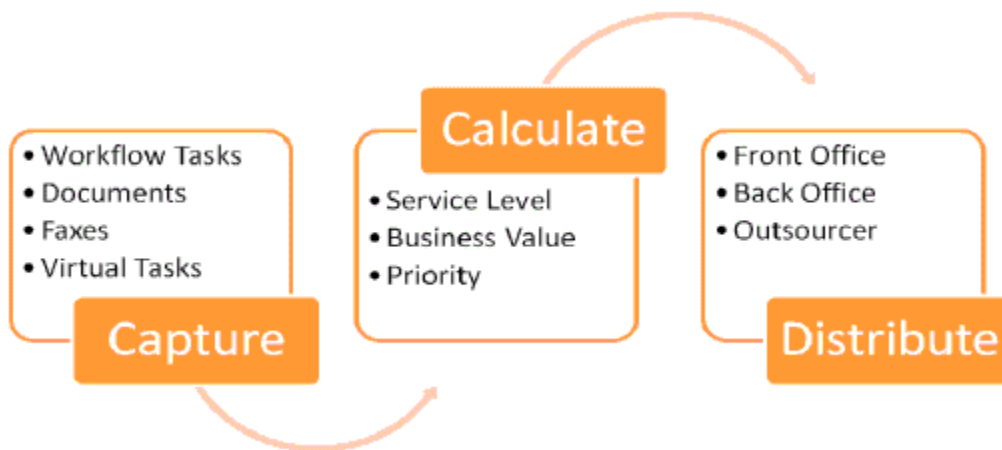 • Workflow Tasks
• Documents
• Faxes
• Virtual Tasks
Capture
Calculate
• Service Level
• Business Value
• Priority
• Front Office
• Back Office
• Outsourcer
Distribute